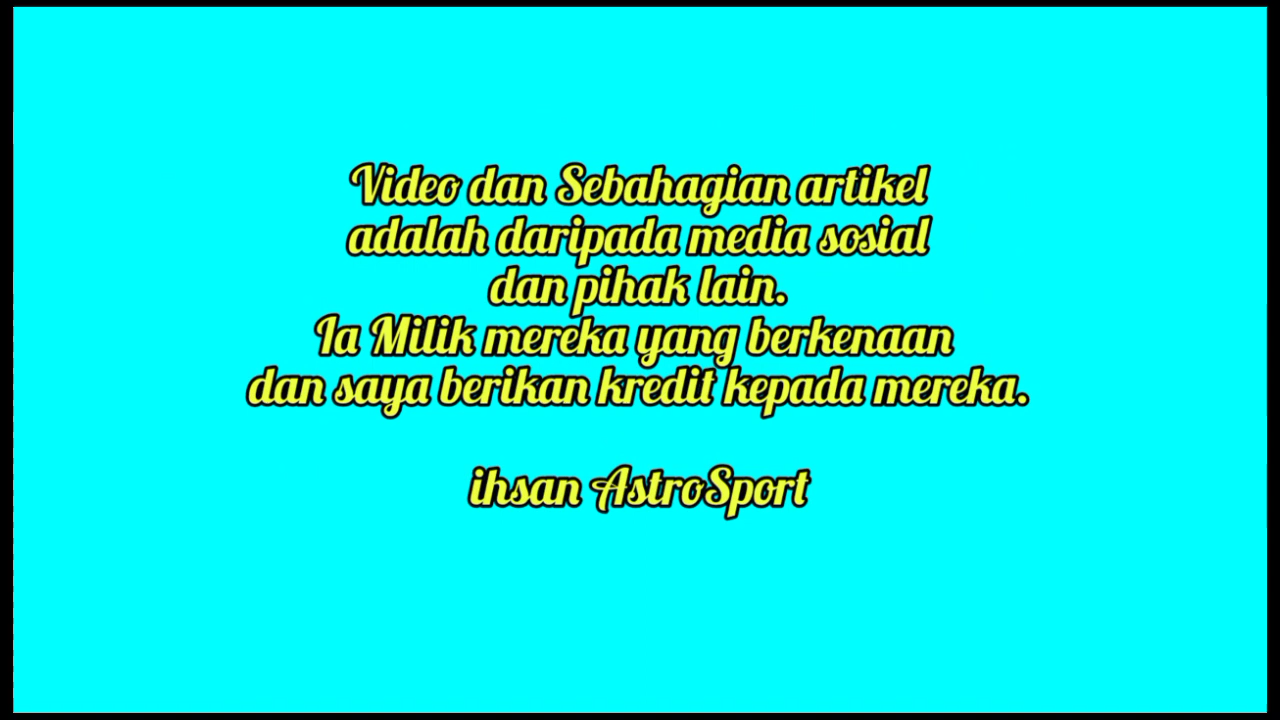 Video dan Sebahagian artikel
adalah daripada media sosial
dan pihak lain.
Ia Milik mereka yang berkenaan
dan saya berikan kredit kepada mereka.
ihsan AstroSport